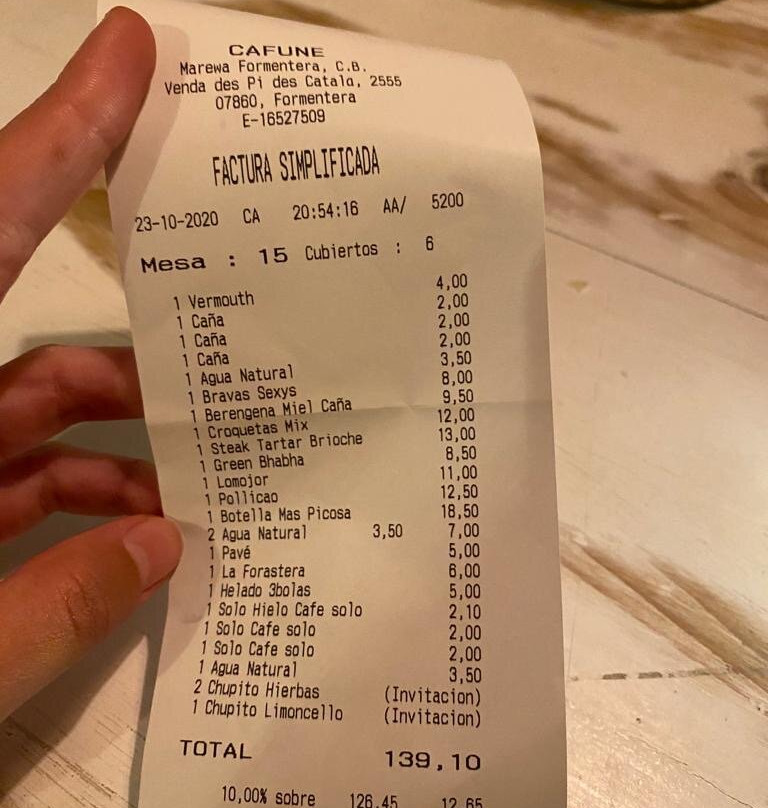 CAFUNE
Marewa Formentera, C.B.
Venda des Pi des Catala, 2555
07860, Formentera
E-16527509
FACTURA SIMPLIFICADA
23-10-2020 CA 20:54:16 AA/ 5200
Mesa : 15 Cubiertos : 6
1 Vermouth 4,00
1 Caña 2,00
1 Caña 2,00
1 Caña 2,00
1 Agua Natural 3,50
1 Bravas Sexys 8,00
1 Berengena Miel Caña 9,50
1 Croquetas Mix 12,00
1 Steak Tartar Brioche 13,00
1 Green Bhabha 8,50
1 Lomojor 11,00
1 Pollicao 12,50
1 Botella Mas Picosa 18,50
2 Agua Natural 3,50 7,00
1 Pavé 5,00
1 La Forastera 6,00
1 Helado 3bolas 5,00
1 Solo Hielo Cafe solo 2,10
1 Solo Cafe solo 2,00
1 Solo Cafe solo 2,00
1 Agua Natural 3,50
2 Chupito Hierbas (Invitacion)
1 Chupito Limoncello (Invitacion)
TOTAL 139,10
10,00% sobre 126,45 12,65